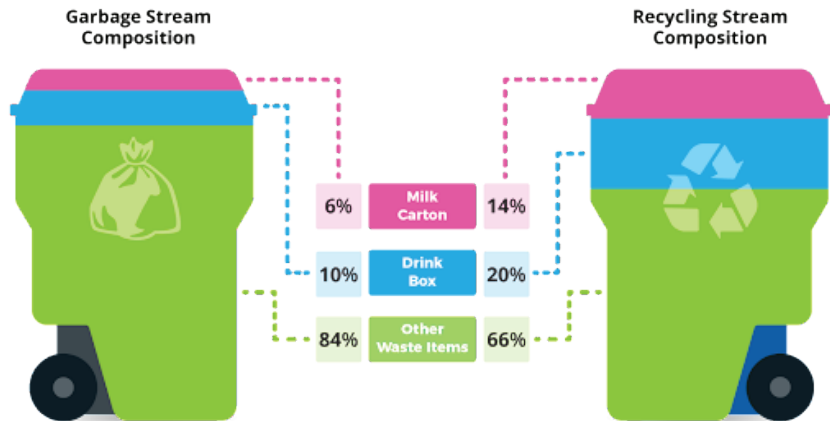 Garbage Stream
Composition
Recycling Stream
Composition
6%
Milk
Carton
14%
10%
Drink
Box
20%
84%
Other
Waste Items
66%